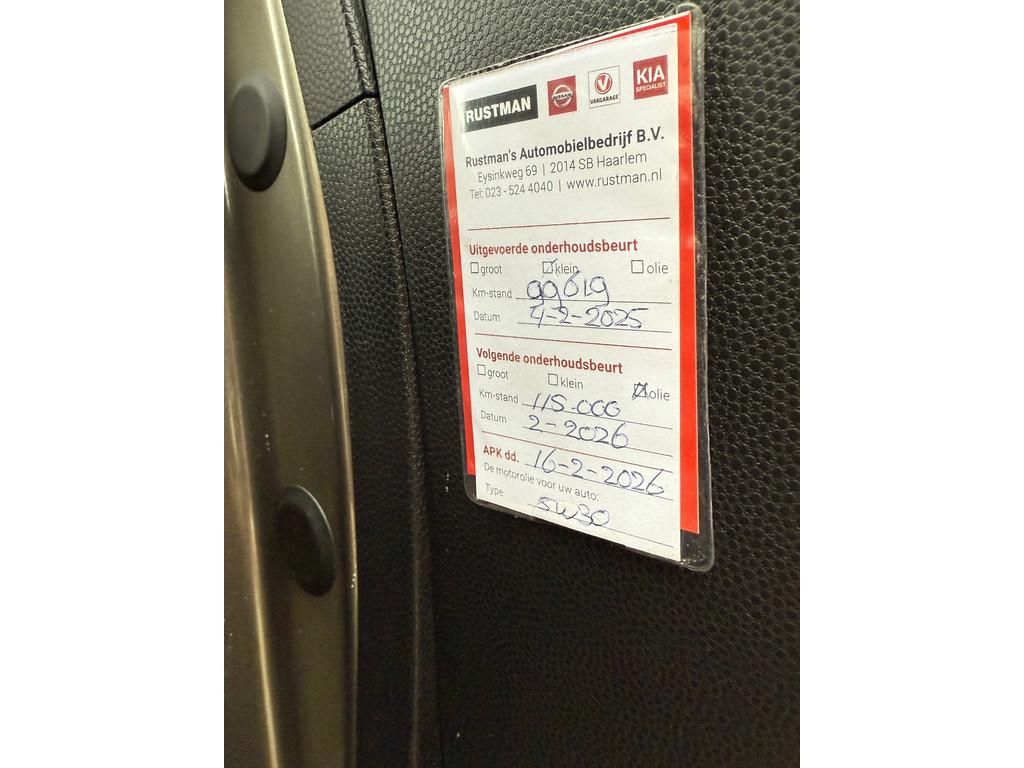 RUSTMAN NISSAN VAKGARAGE KIA SPECIALIST
Rustman's Automobielbedrijf B.V.
Eysinkweg 69 | 2014 SB Haarlem
Tel: 023 - 524 4040 | www.rustman.nl
Uitgevoerde onderhoudsbeurt
groot klein olie
Km-stand 99619
Datum 4-2-2025
Volgende onderhoudsbeurt
groot klein olie
Km-stand 115.000
Datum 2-2026
APK dd. 16-2-2026
De motorolie voor uw auto:
Type 5w30